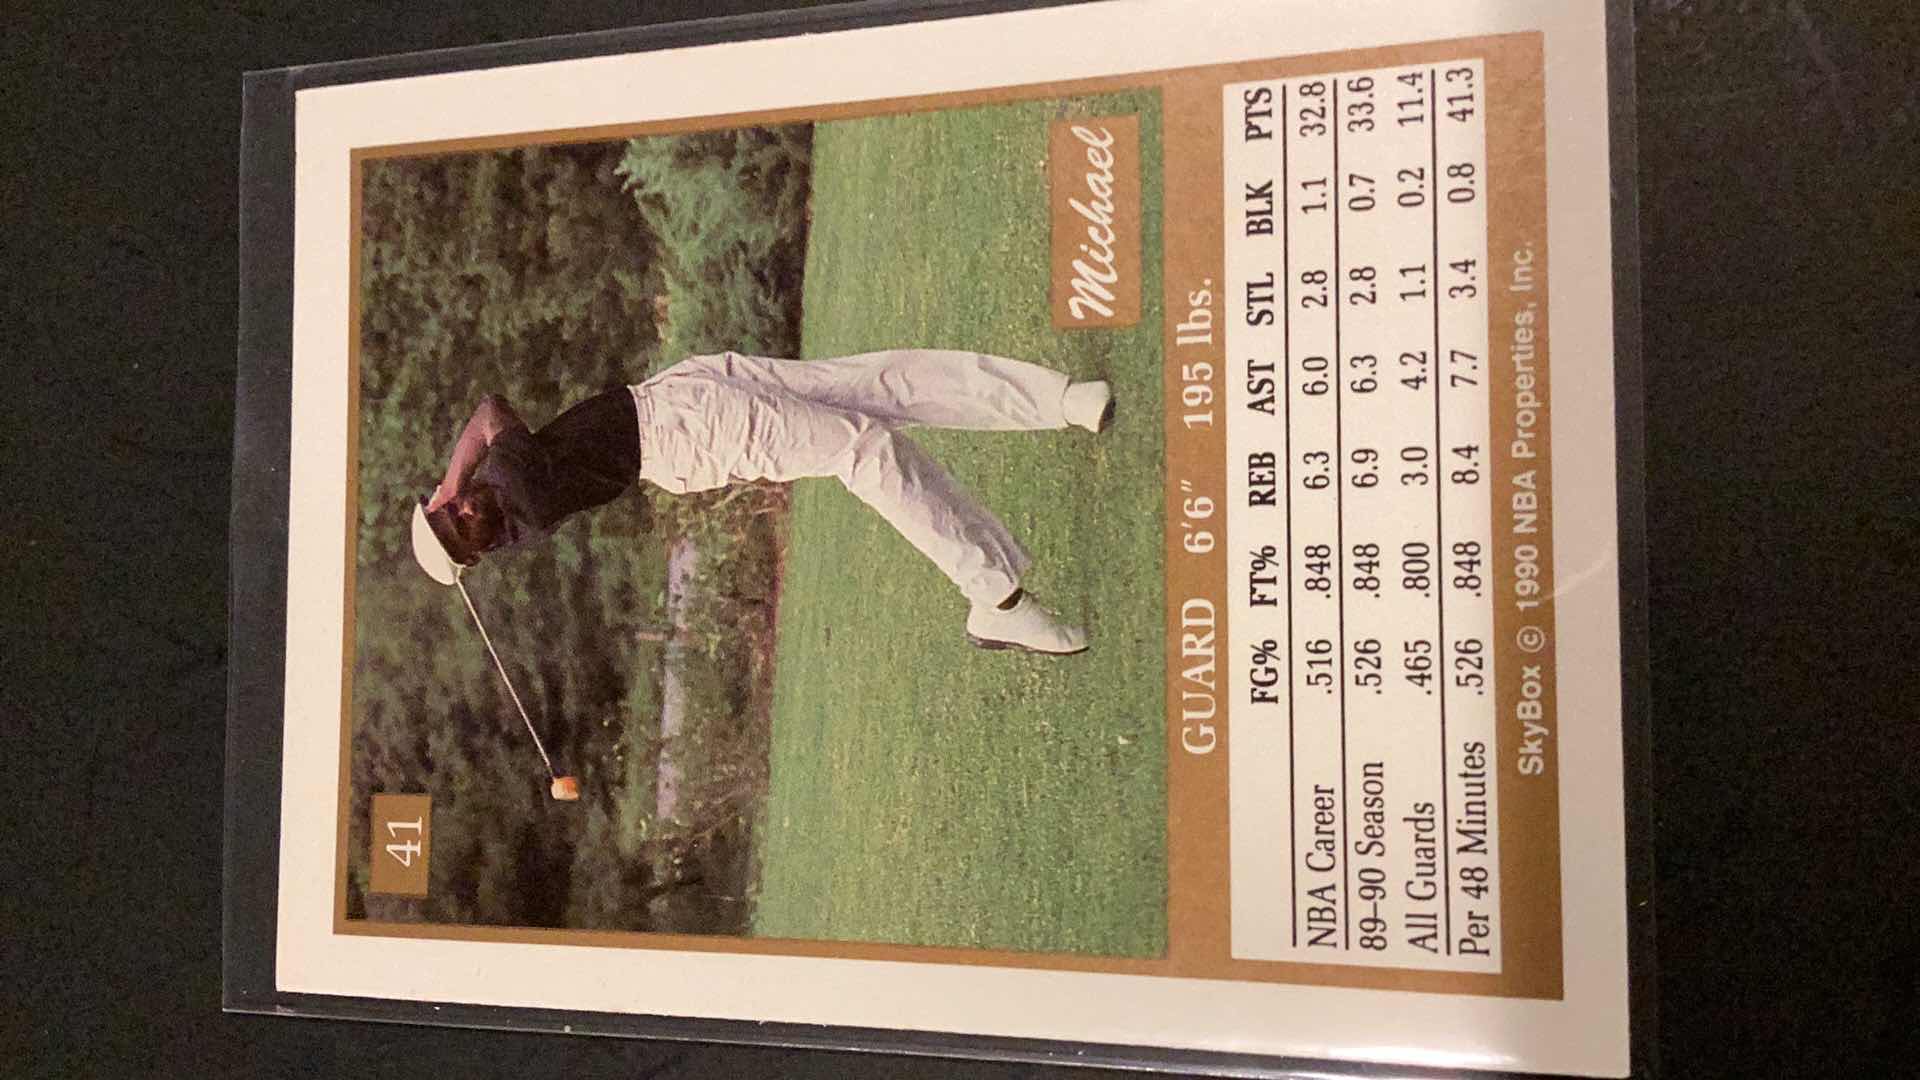 41
Michael
GUARD 6'6" 195 lbs.
FG% FT% REB AST STL BLK PTS
NBA Career .516 .848 6.3 6.0 2.8 1.1 32.8
89–90 Season .526 .848 6.9 6.3 2.8 0.7 33.6
All Guards .465 .800 3.0 4.2 1.1 0.2 11.4
Per 48 Minutes .526 .848 8.4 7.7 3.4 0.8 41.3
SkyBox © 1990 NBA Properties, Inc.